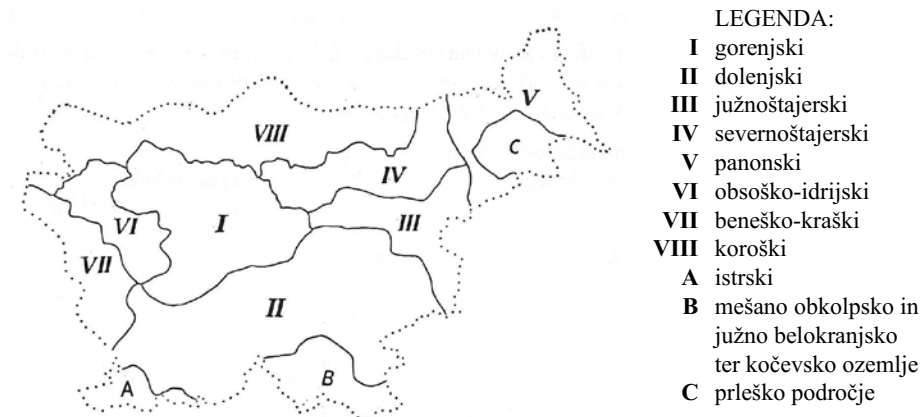 LEGENDA:
I gorenjski
II dolenjski
III južnoštajerski
IV severnoštajerski
V panonski
VI obsoško-idrijski
VII beneško-kraški
VIII koroški
A istrski
B mešano obkolpsko in
južno belokranjsko
ter kočevsko ozemlje
C prleško področje
V
VIII
C
IV
VI
I
III
VII
II
A
B